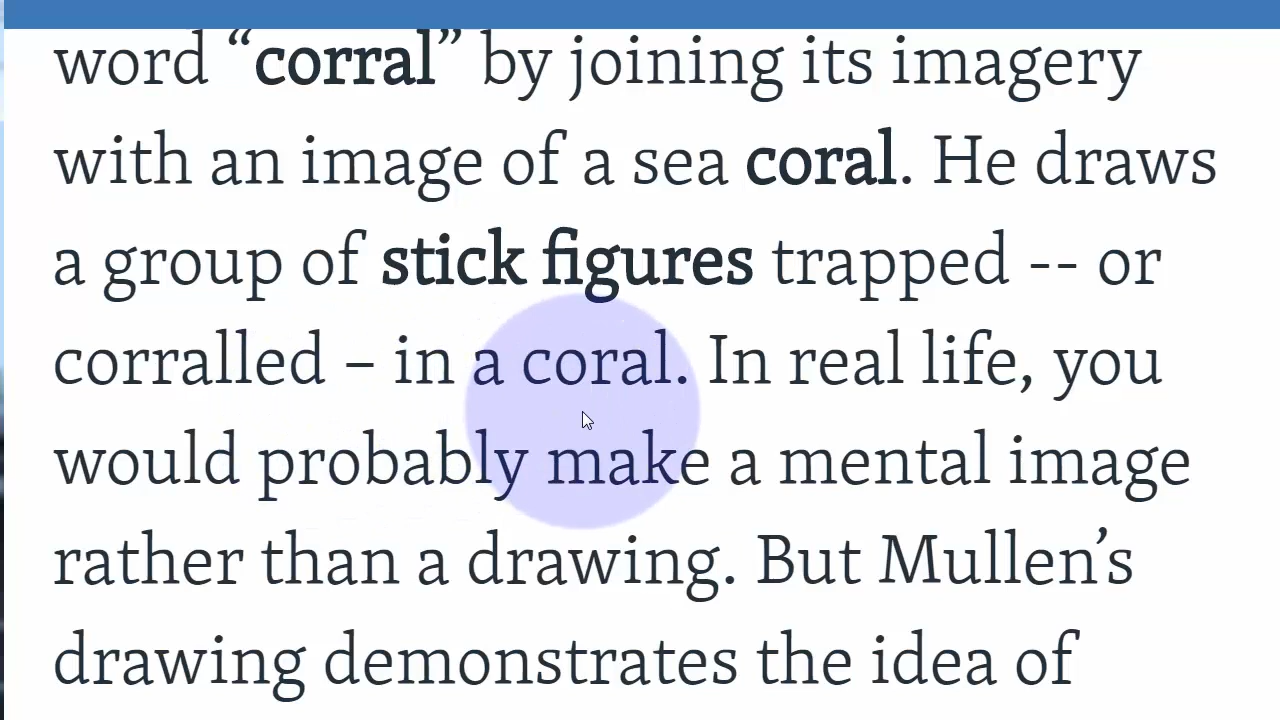 word “corral” by joining its imagery
with an image of a sea coral. He draws
a group of stick figures trapped -- or
corralled – in a coral. In real life, you
would probably make a mental image
rather than a drawing. But Mullen’s
drawing demonstrates the idea of